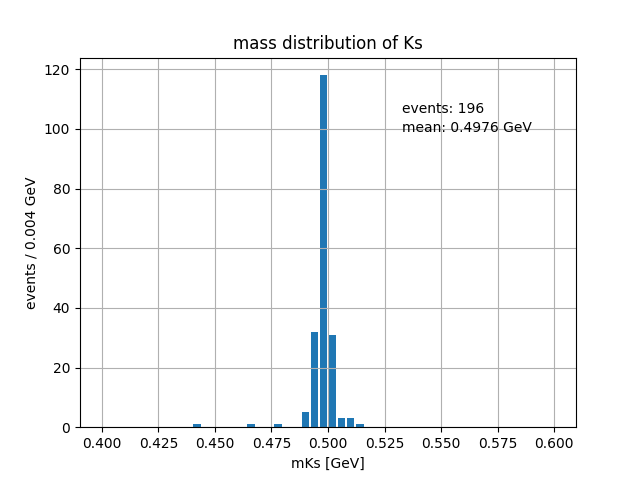 mass distribution of Ks
events: 196
mean: 0.4976 GeV
events / 0.004 GeV
120
100
80
60
40
20
0
0.400 0.425 0.450 0.475 0.500 0.525 0.550 0.575 0.600
mKs [GeV]